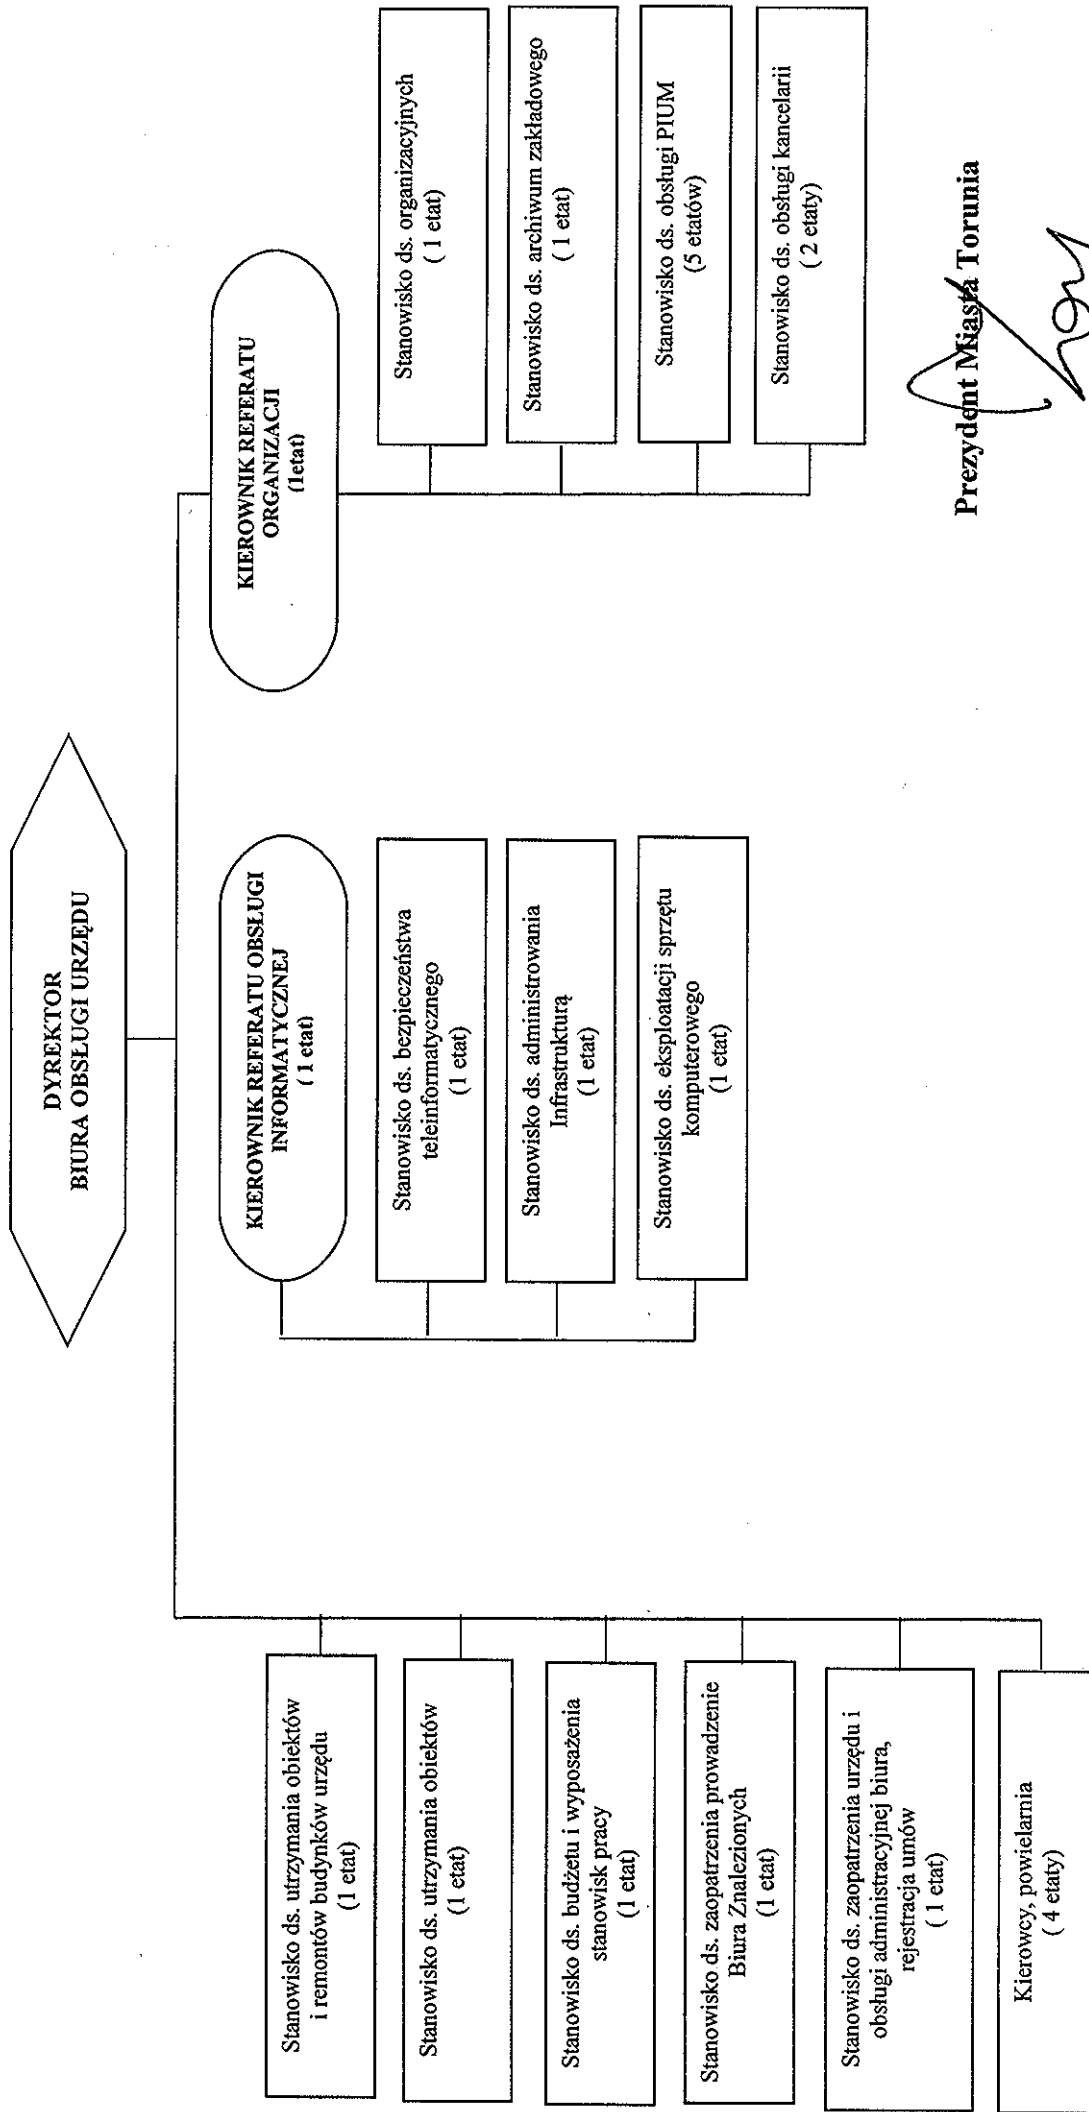 DYREKTOR
BIURA OBSŁUGI URZĘDU
Stanowisko ds. utrzymania obiektów
i remontów budynków urzędu
(1 etat)
Stanowisko ds. utrzymania obiektów
(1 etat)
Stanowisko ds. budżetu i wyposażenia
stanowisk pracy
(1 etat)
Stanowisko ds. zaopatrzenia prowadzenie
Biura Znalezionych
(1 etat)
Stanowisko ds. zaopatrzenia urzędu i
obsługi administracyjnej biura,
rejestracja umów
( 1 etat)
Kierowcy, powielarnia
( 4 etaty)
KIEROWNIK REFERATU OBSŁUGI
INFORMATYCZNEJ
( 1 etat)
Stanowisko ds. bezpieczeństwa
teleinformatycznego
(1 etat)
Stanowisko ds. administrowania
Infrastrukturą
(1 etat)
Stanowisko ds. eksploatacji sprzętu
komputerowego
(1 etat)
KIEROWNIK REFERATU
ORGANIZACJI
(1etat)
Stanowisko ds. organizacyjnych
( 1 etat)
Stanowisko ds. archiwum zakładowego
( 1 etat)
Stanowisko ds. obsługi PIUM
(5 etatów)
Stanowisko ds. obsługi kancelarii
( 2 etaty)
Prezydent Miasta Torunia